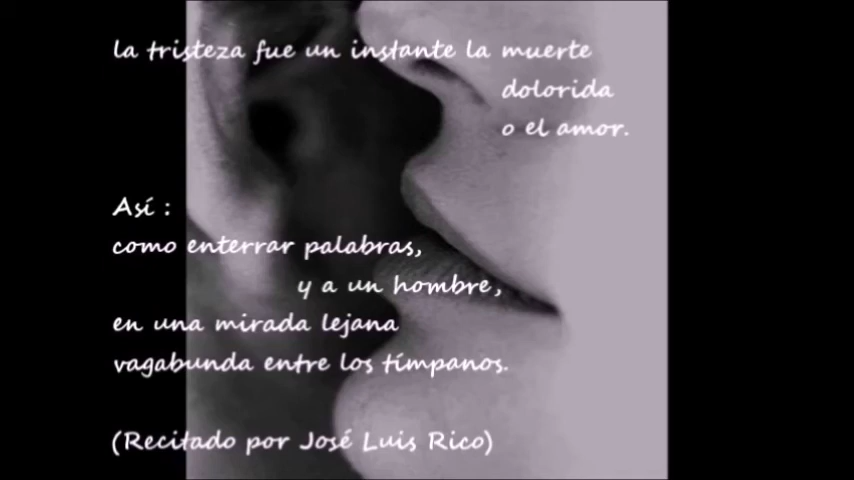 la tristeza fue un instante la muerte
dolorida
o el amor.
Así :
como enterrar palabras,
y a un hombre,
en una mirada lejana
vagabunda entre los tímpanos.
(Recitado por José Luis Rico)